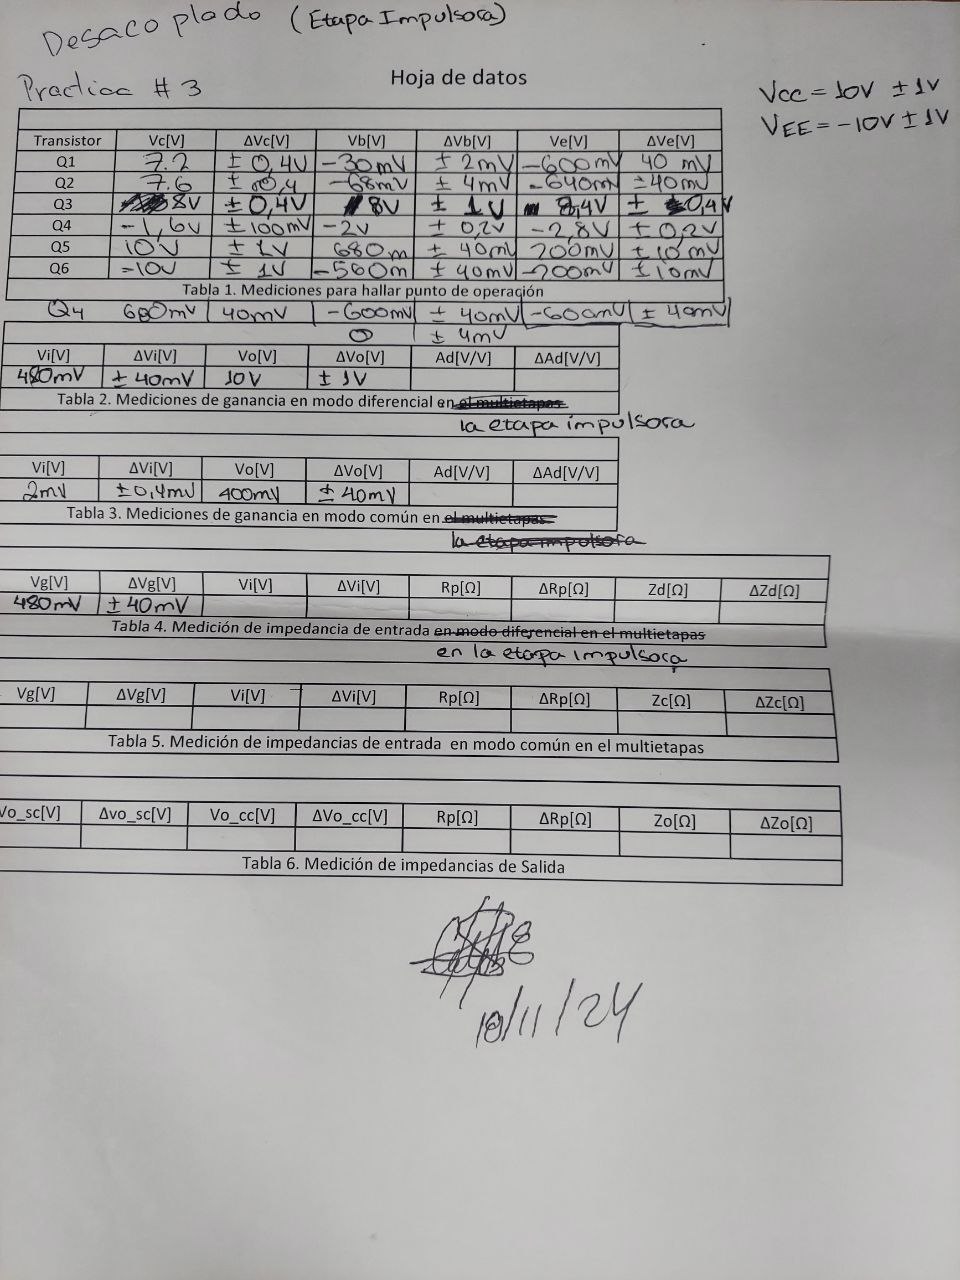 Desacoplado (Etapa Impulsora)
Practica # 3
Hoja de datos
Vcc = 10V ± 1V
VEE = -10V ± 1V
Transistor Vc[V] ΔVc[V] Vb[V] ΔVb[V] Ve[V] ΔVe[V]
Q1 7.2 ± 0,4V -30mV ± 2mV -600mV 40 mV
Q2 7.6 ± 0,4 -68mV ± 4mV -640mV ±40mV
Q3 8V ± 0,4V 8V ± 1V 8,4V ± 0,4V
Q4 -1,6V ±100mV -2V ± 0,2V -2,8V ± 0,2V
Q5 10V ± 1V 680m ± 40mV 700mV ±10mV
Q6 -10V ± 1V -560m ± 40mV -700mV ±10mV
Tabla 1. Mediciones para hallar punto de operación
Q4 680mV 40mV -600mV ± 40mV -600mV ± 40mV
0 ± 4mV
Vi[V] ΔVi[V] Vo[V] ΔVo[V] Ad[V/V] ΔAd[V/V]
480mV ± 40mV 10V ± 1V
Tabla 2. Mediciones de ganancia en modo diferencial en el multietapas
la etapa impulsora
Vi[V] ΔVi[V] Vo[V] ΔVo[V] Ad[V/V] ΔAd[V/V]
2mV ±0,4mV 400mV ± 40mV
Tabla 3. Mediciones de ganancia en modo común en el multietapas
la etapa impulsora
Vg[V] ΔVg[V] Vi[V] ΔVi[V] Rp[Ω] ΔRp[Ω] Zd[Ω] ΔZd[Ω]
480mV ±40mV
Tabla 4. Medición de impedancia de entrada en modo diferencial en el multietapas
en la etapa impulsora
Vg[V] ΔVg[V] Vi[V] ΔVi[V] Rp[Ω] ΔRp[Ω] Zc[Ω] ΔZc[Ω]
Tabla 5. Medición de impedancias de entrada en modo común en el multietapas
Vo_sc[V] Δvo_sc[V] Vo_cc[V] ΔVo_cc[V] Rp[Ω] ΔRp[Ω] Zo[Ω] ΔZo[Ω]
Tabla 6. Medición de impedancias de Salida
/11/24